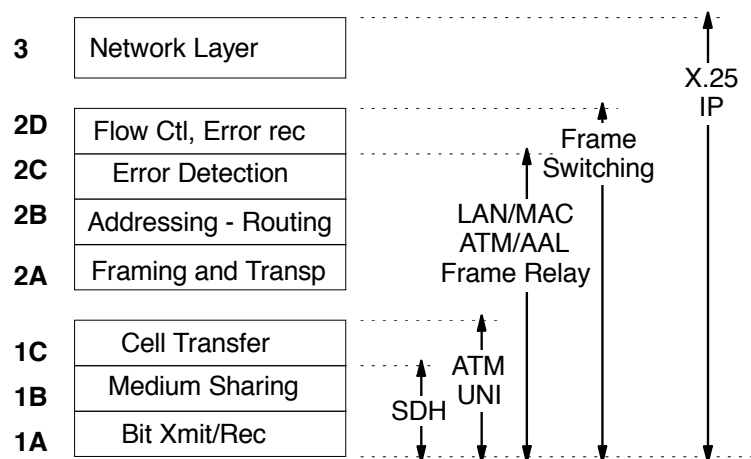 3 Network Layer
2D Flow Ctl, Error rec
2C Error Detection
2B Addressing - Routing
2A Framing and Transp
1C Cell Transfer
1B Medium Sharing
1A Bit Xmit/Rec
SDH
ATM
UNI
LAN/MAC
ATM/AAL
Frame Relay
Frame
Switching
X.25
IP